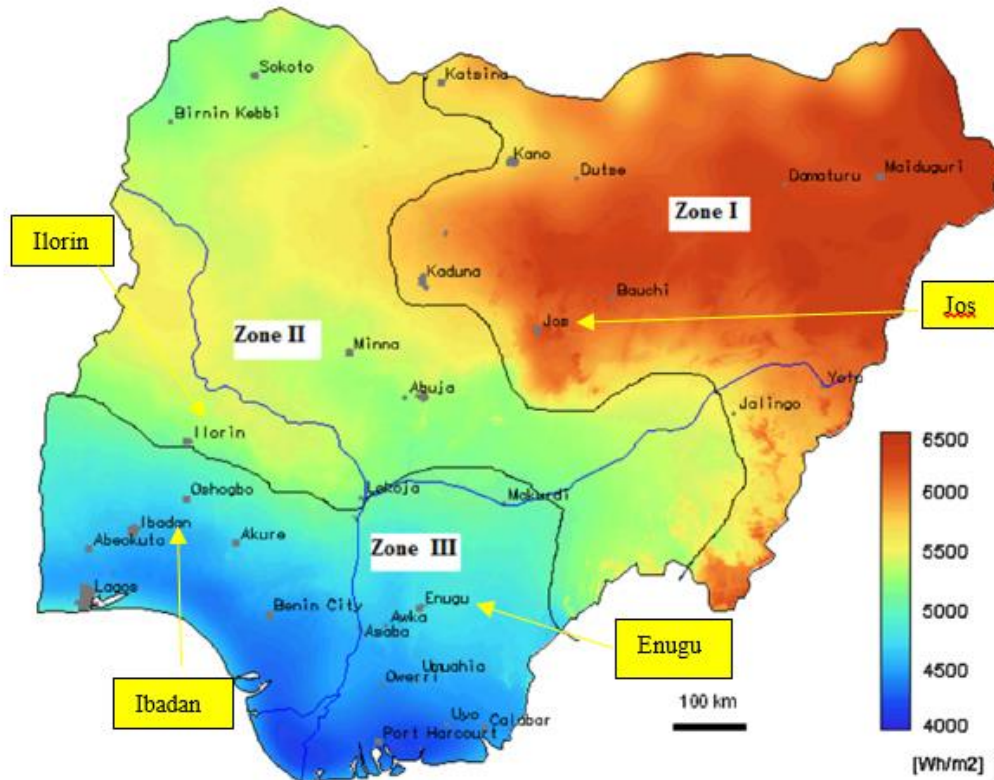 Sokoto
Katsina
Birnin Kebbi
Kano
Dutse
Damaturu
Maiduguri
Zone I
Ilorin
Kaduna
Bauchi
Jos
Jos
Zone II
Minna
Yola
Abuja
Jalingo
Ilorin
6500
Lokoja
Makurdi
Oshogbo
6000
Ibadan
Akure
Abeokuta
Zone III
5500
Lagos
Enugu
Benin City
Awka
5000
Asaba
Enugu
Umuahia
Owerri
4500
Ibadan
100 km
Uyo
Calabar
Port Harcourt
4000
[Wh/m2]